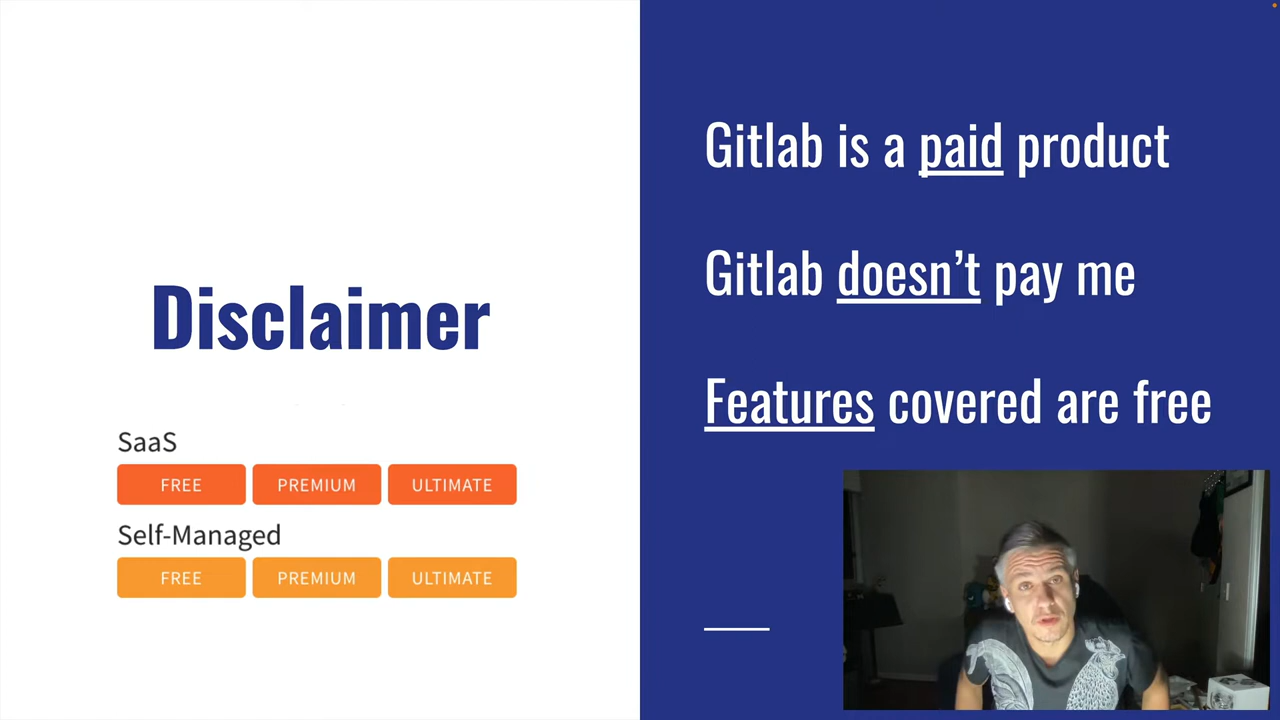 Disclaimer
SaaS
FREE PREMIUM ULTIMATE
Self-Managed
FREE PREMIUM ULTIMATE
Gitlab is a paid product
Gitlab doesn’t pay me
Features covered are free